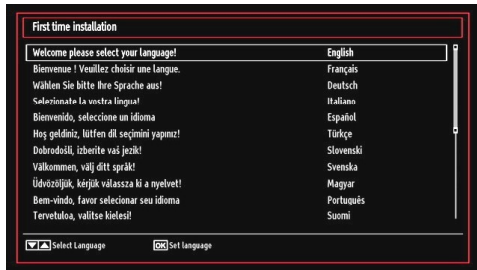 First time installation
Welcome please select your language! English
Bienvenue ! Veuillez choisir une langue. Français
Wählen Sie bitte Ihre Sprache aus! Deutsch
Selezionate la vostra lingua! Italiano
Bienvenido, seleccione un idioma Español
Hoş geldiniz, lütfen dil seçimini yapınız! Türkçe
Dobrodošli, izberite vaš jezik! Slovenski
Välkommen, välj ditt språk! Svenska
Üdvözöljük, kérjük válassza ki a nyelvet! Magyar
Bem-vindo, favor selecionar seu idioma Português
Tervetuloa, valitse kielesi! Suomi
Select Language OK Set language